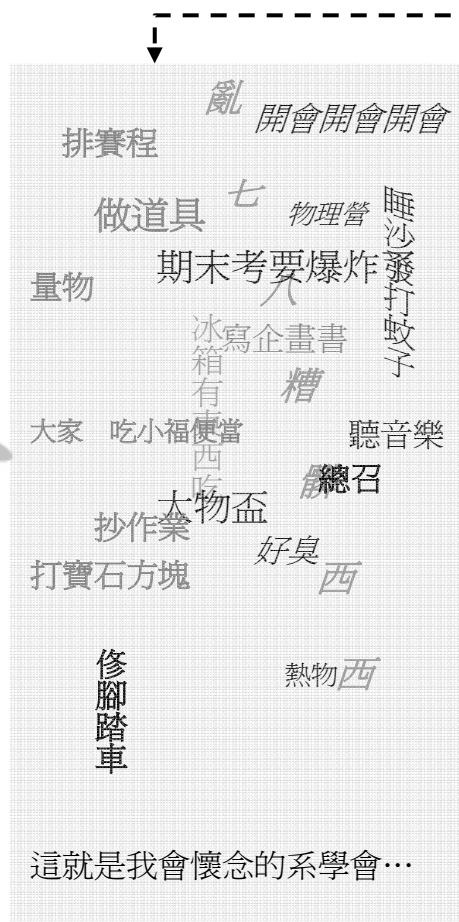 亂
開會開會開會
排賽程
七
做道具
物理營
睡沙發打蚊子
期末考要爆炸
量物
八
冰箱有東西吃
寫企畫書
糟
大家　吃小福便當
聽音樂
髒
總召
大物盃
抄作業
好臭
打寶石方塊
西
修腳踏車
熱物
西
這就是我會懷念的系學會…